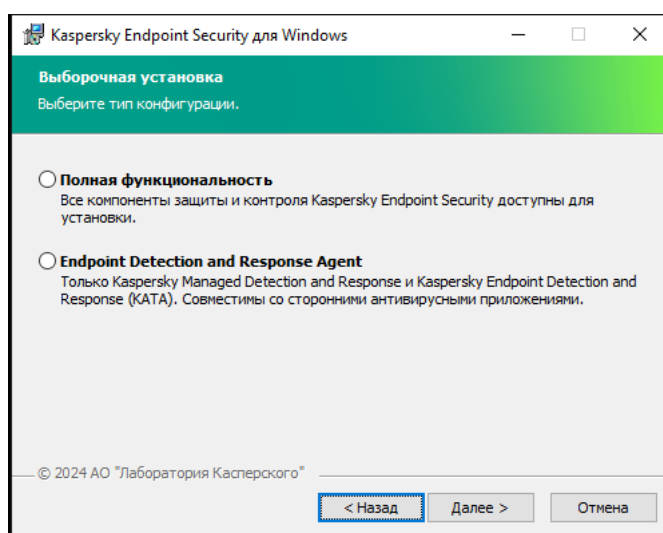 Kaspersky Endpoint Security для Windows
Выборочная установка
Выберите тип конфигурации.
Полная функциональность
Все компоненты защиты и контроля Kaspersky Endpoint Security доступны для
установки.
Endpoint Detection and Response Agent
Только Kaspersky Managed Detection and Response и Kaspersky Endpoint Detection and
Response (KATA). Совместимы со сторонними антивирусными приложениями.
© 2024 АО "Лаборатория Касперского"
< Назад Далее > Отмена